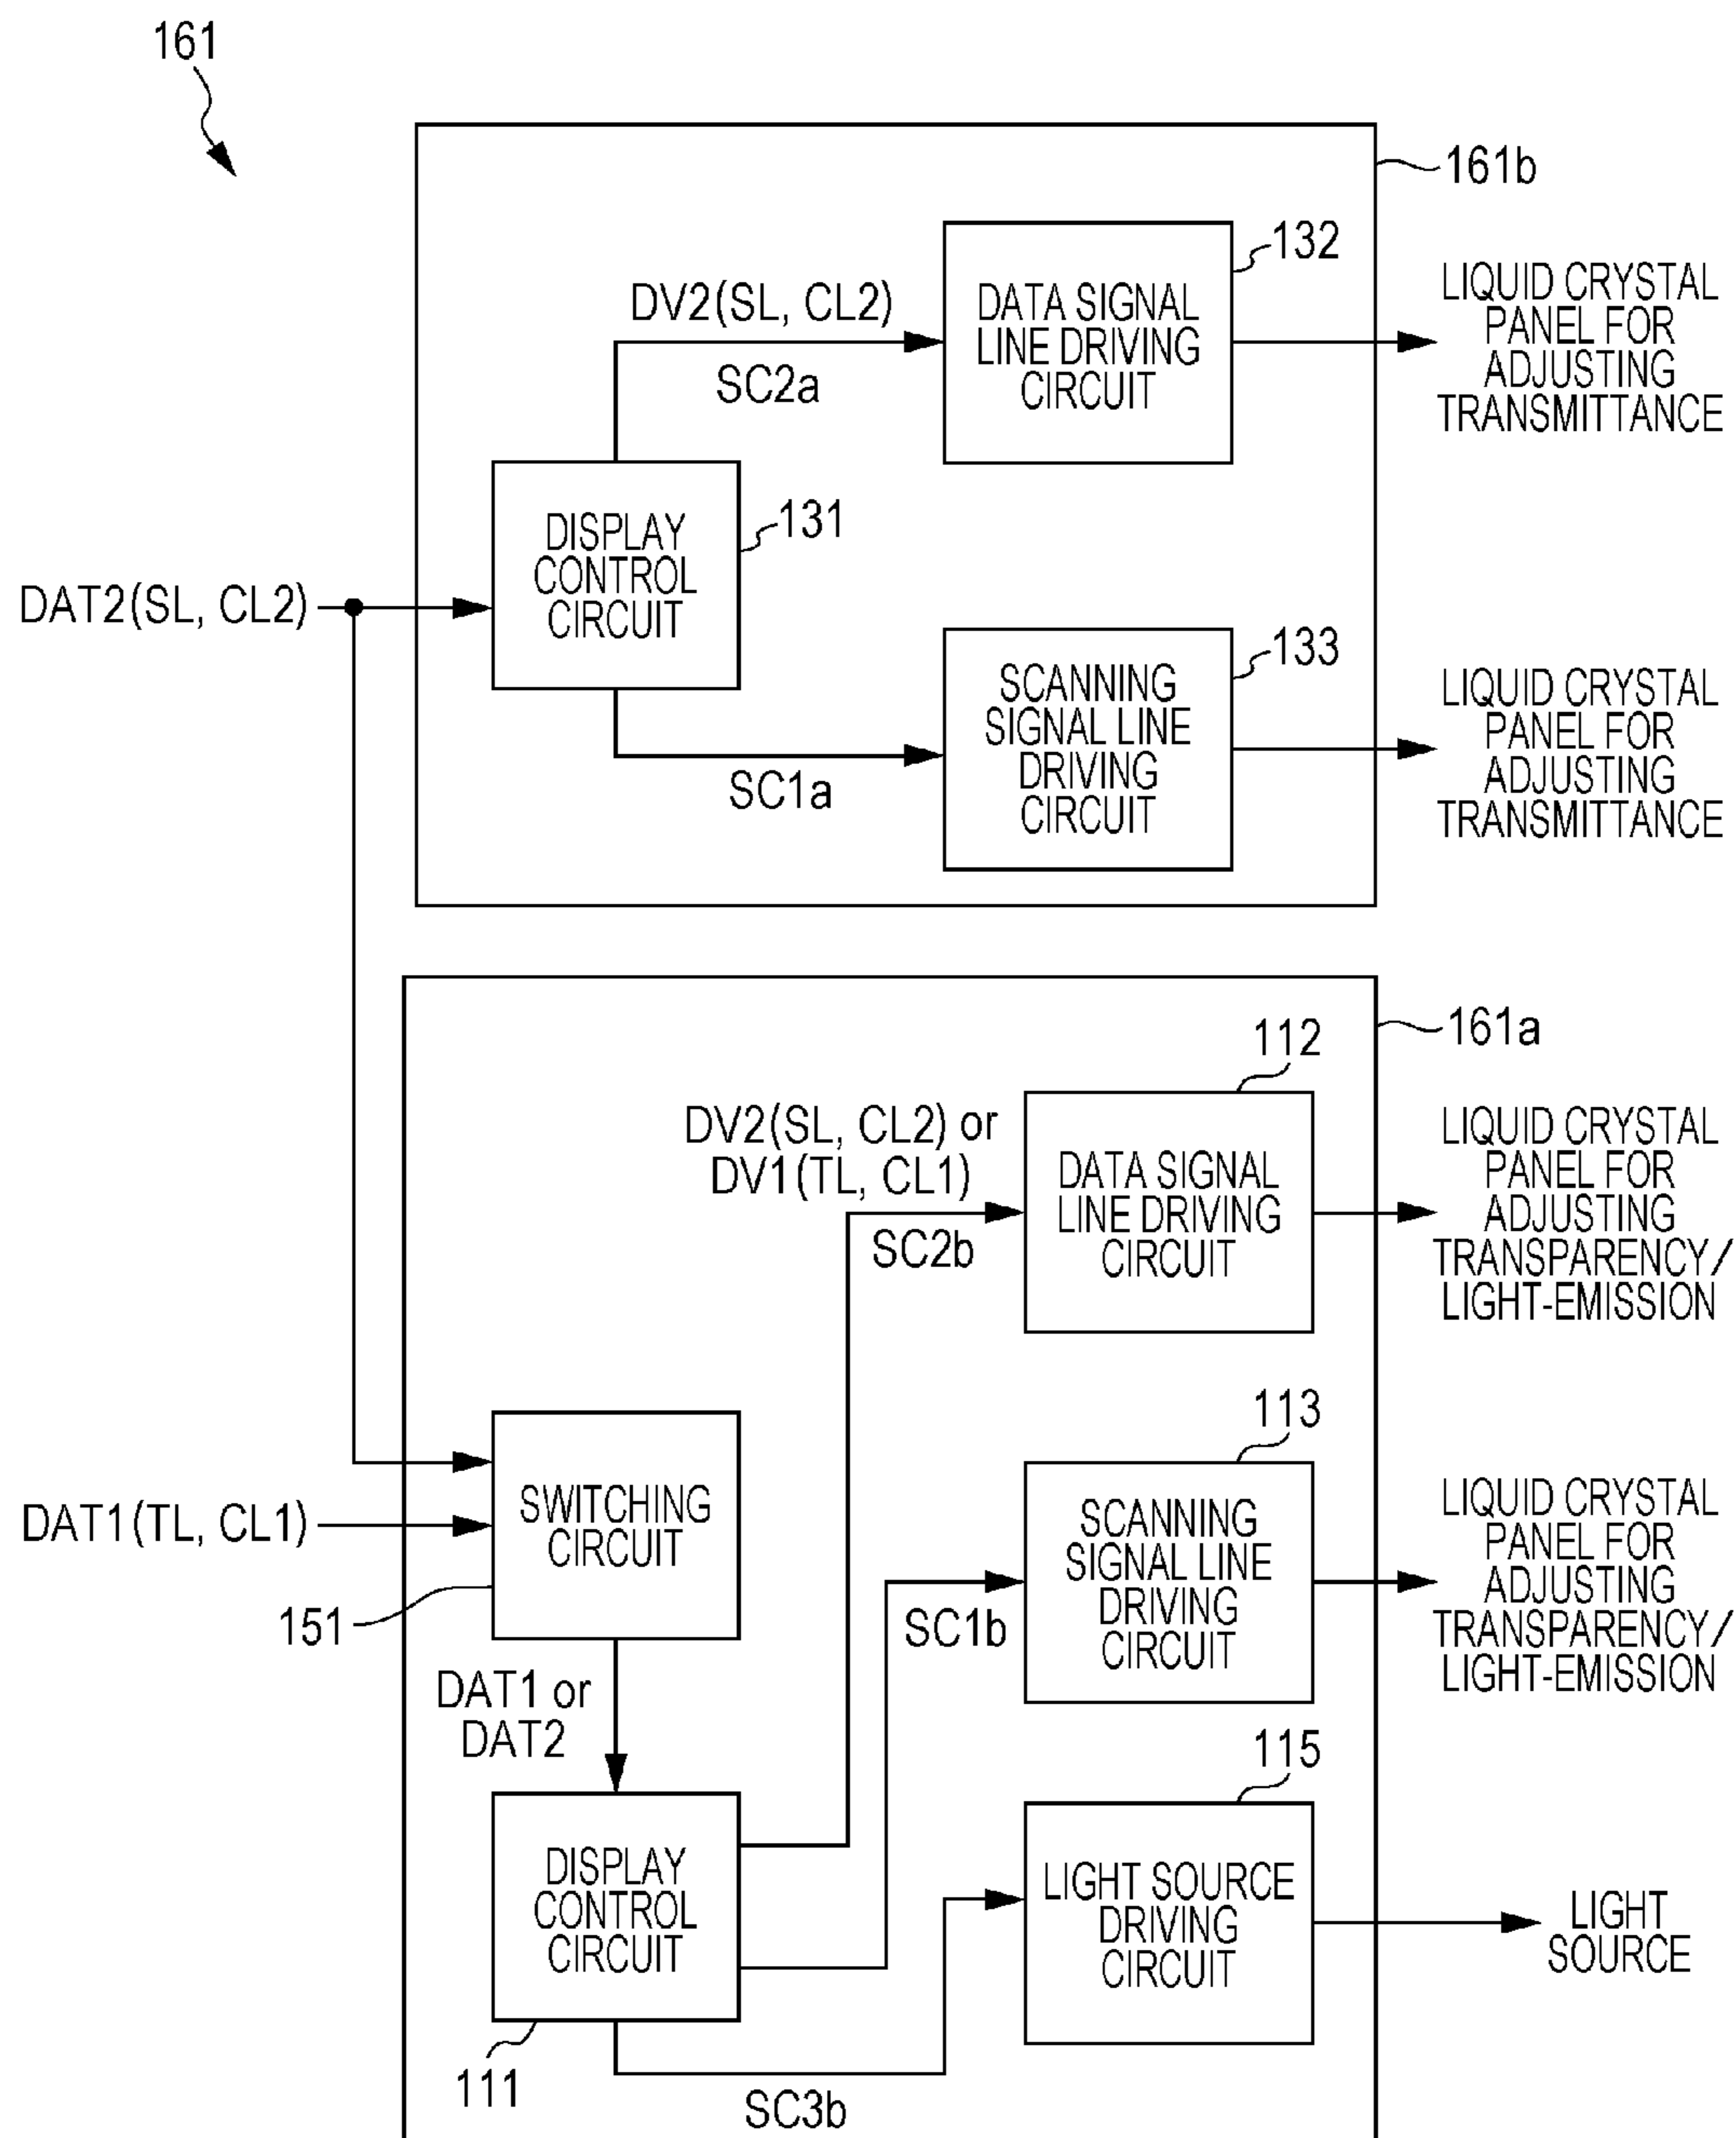 161
161b
132
DV2(SL, CL2)
SC2a
DATA SIGNAL
LINE DRIVING
CIRCUIT
LIQUID CRYSTAL
PANEL FOR
ADJUSTING
TRANSMITTANCE
DISPLAY
CONTROL
CIRCUIT
131
DAT2(SL, CL2)
133
SCANNING
SIGNAL LINE
DRIVING
CIRCUIT
SC1a
LIQUID CRYSTAL
PANEL FOR
ADJUSTING
TRANSMITTANCE
161a
112
DV2(SL, CL2) or
DV1(TL, CL1)
SC2b
DATA SIGNAL
LINE DRIVING
CIRCUIT
LIQUID CRYSTAL
PANEL FOR
ADJUSTING
TRANSPARENCY/
LIGHT-EMISSION
113
SWITCHING
CIRCUIT
DAT1(TL, CL1)
151
SCANNING
SIGNAL LINE
DRIVING
CIRCUIT
SC1b
LIQUID CRYSTAL
PANEL FOR
ADJUSTING
TRANSPARENCY/
LIGHT-EMISSION
DAT1 or
DAT2
115
DISPLAY
CONTROL
CIRCUIT
111
LIGHT SOURCE
DRIVING
CIRCUIT
LIGHT
SOURCE
SC3b